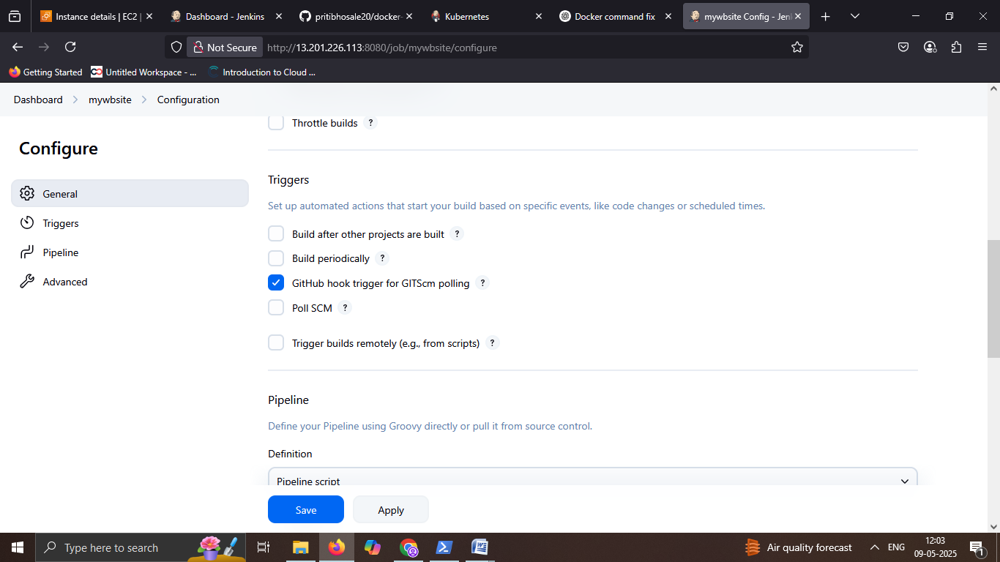 Instance details | EC2 |
Dashboard - Jenkins
pritibhosale20/docker-
Kubernetes
Docker command fix
mywbsite Config - Jenk
Not Secure http://13.201.226.113:8080/job/mywbsite/configure
Getting Started Untitled Workspace - ... Introduction to Cloud ...
Dashboard mywbsite Configuration
Configure
General
Triggers
Pipeline
Advanced
Throttle builds ?
Triggers
Set up automated actions that start your build based on specific events, like code changes or scheduled times.
Build after other projects are built ?
Build periodically ?
GitHub hook trigger for GITScm polling ?
Poll SCM ?
Trigger builds remotely (e.g., from scripts) ?
Pipeline
Define your Pipeline using Groovy directly or pull it from source control.
Definition
Pipeline script
Save Apply
Type here to search
Air quality forecast
ENG
12:03
09-05-2025
1